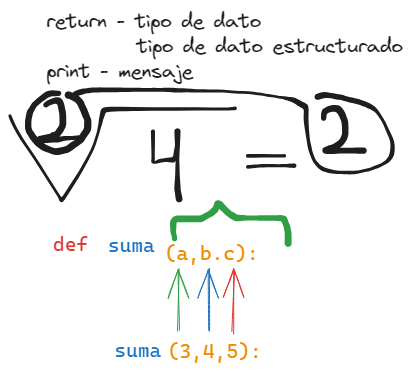 return - tipo de dato
tipo de dato estructurado
print - mensaje
2 √4 = 2
def suma (a,b.c):
suma (3,4,5):